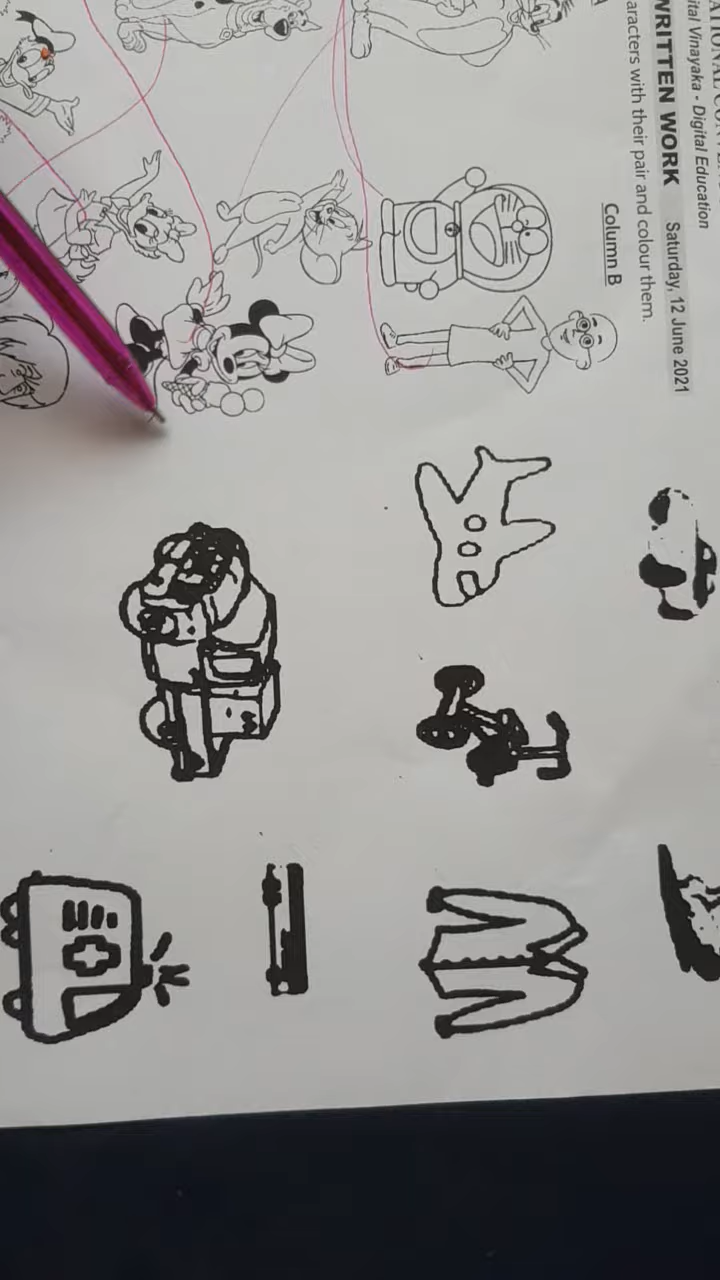 ital Vinayaka - Digital Education
WRITTEN WORK Saturday, 12 June 2021
aracters with their pair and colour them.
Column B